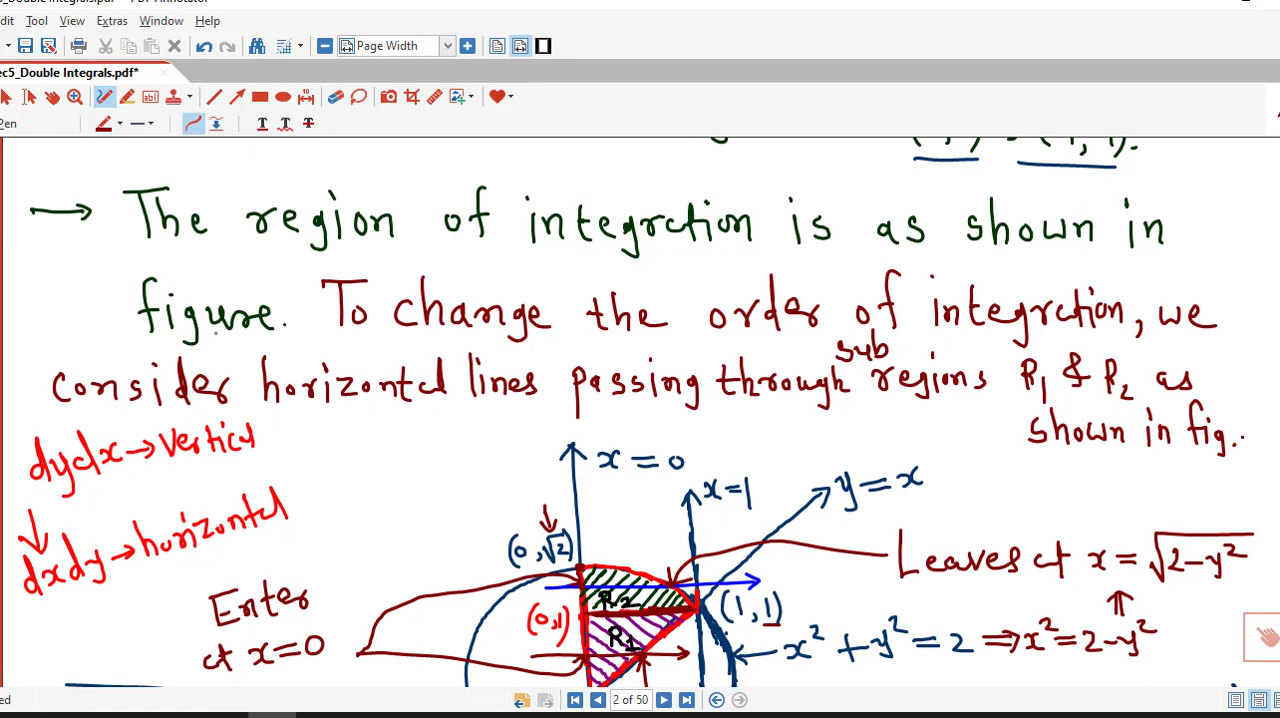 Tool View Extras Window Help
Page Width
ec5_Double Integrals.pdf*
Pen
→ The region of integration is as shown in
figure. To change the order of integration, we
consider horizontal lines passing through sub regions R₁ & R₂ as
shown in fig.
dydx → vertical
dxdy → horizontal
x = 0
x=1
y = x
(0, √2)
Leaves at x = √2-y²
Enter
at x=0
(0,1)
R₂
R₁
(1, 1)
x² + y² = 2 ⇒ x² = 2-y²
2 of 50